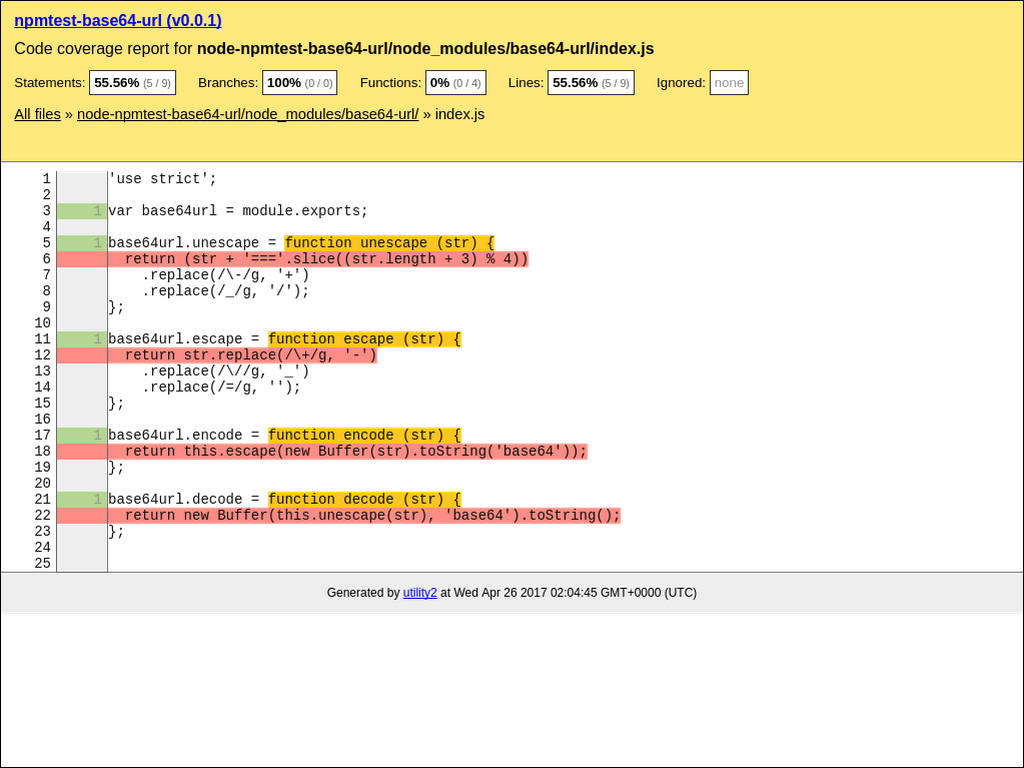 npmtest-base64-url (v0.0.1)
Code coverage report for node-npmtest-base64-url/node_modules/base64-url/index.js
Statements: 55.56% (5 / 9) Branches: 100% (0 / 0) Functions: 0% (0 / 4) Lines: 55.56% (5 / 9) Ignored: none
All files » node-npmtest-base64-url/node_modules/base64-url/ » index.js
1 'use strict';
2
3 1 var base64url = module.exports;
4
5 1 base64url.unescape = function unescape (str) {
6   return (str + '==='.slice((str.length + 3) % 4))
7     .replace(/\-/g, '+')
8     .replace(/_/g, '/');
9 };
10
11 1 base64url.escape = function escape (str) {
12   return str.replace(/\+/g, '-')
13     .replace(/\//g, '_')
14     .replace(/=/g, '');
15 };
16
17 1 base64url.encode = function encode (str) {
18   return this.escape(new Buffer(str).toString('base64'));
19 };
20
21 1 base64url.decode = function decode (str) {
22   return new Buffer(this.unescape(str), 'base64').toString();
23 };
24
25
Generated by utility2 at Wed Apr 26 2017 02:04:45 GMT+0000 (UTC)